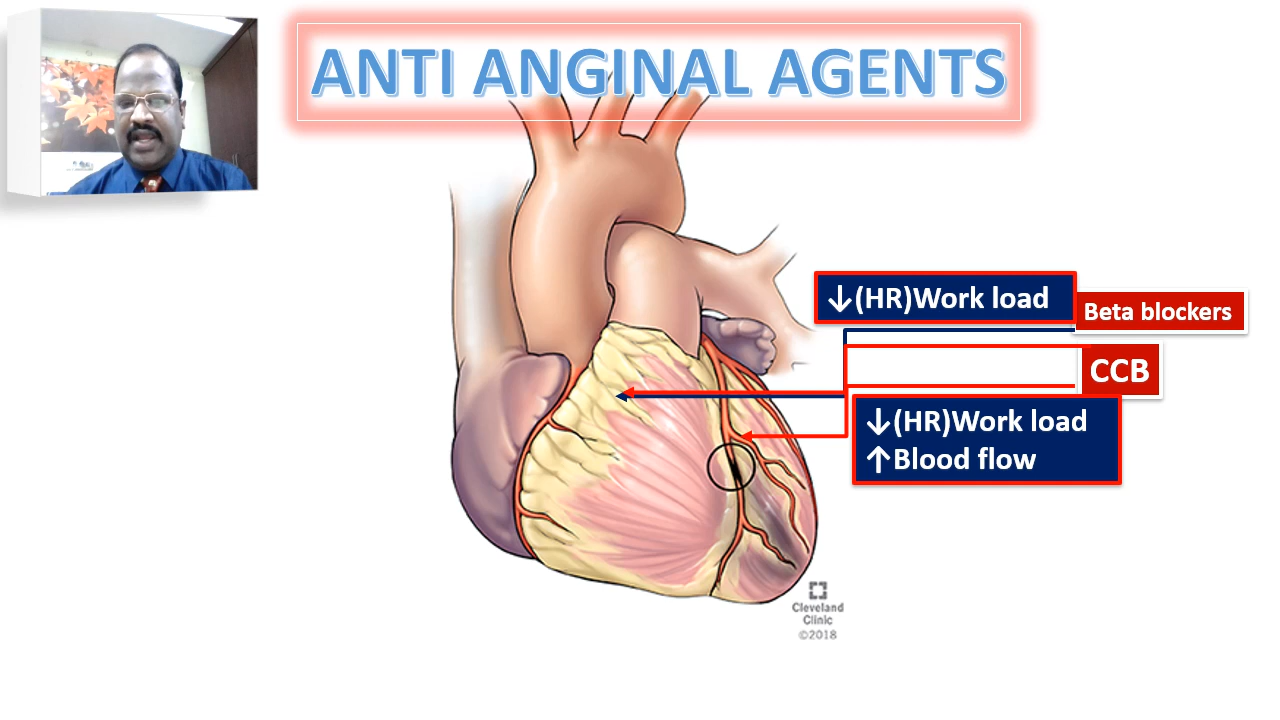 ANTI ANGINAL AGENTS
↓(HR)Work load
Beta blockers
CCB
↓(HR)Work load
↑Blood flow
Cleveland
Clinic
©2018